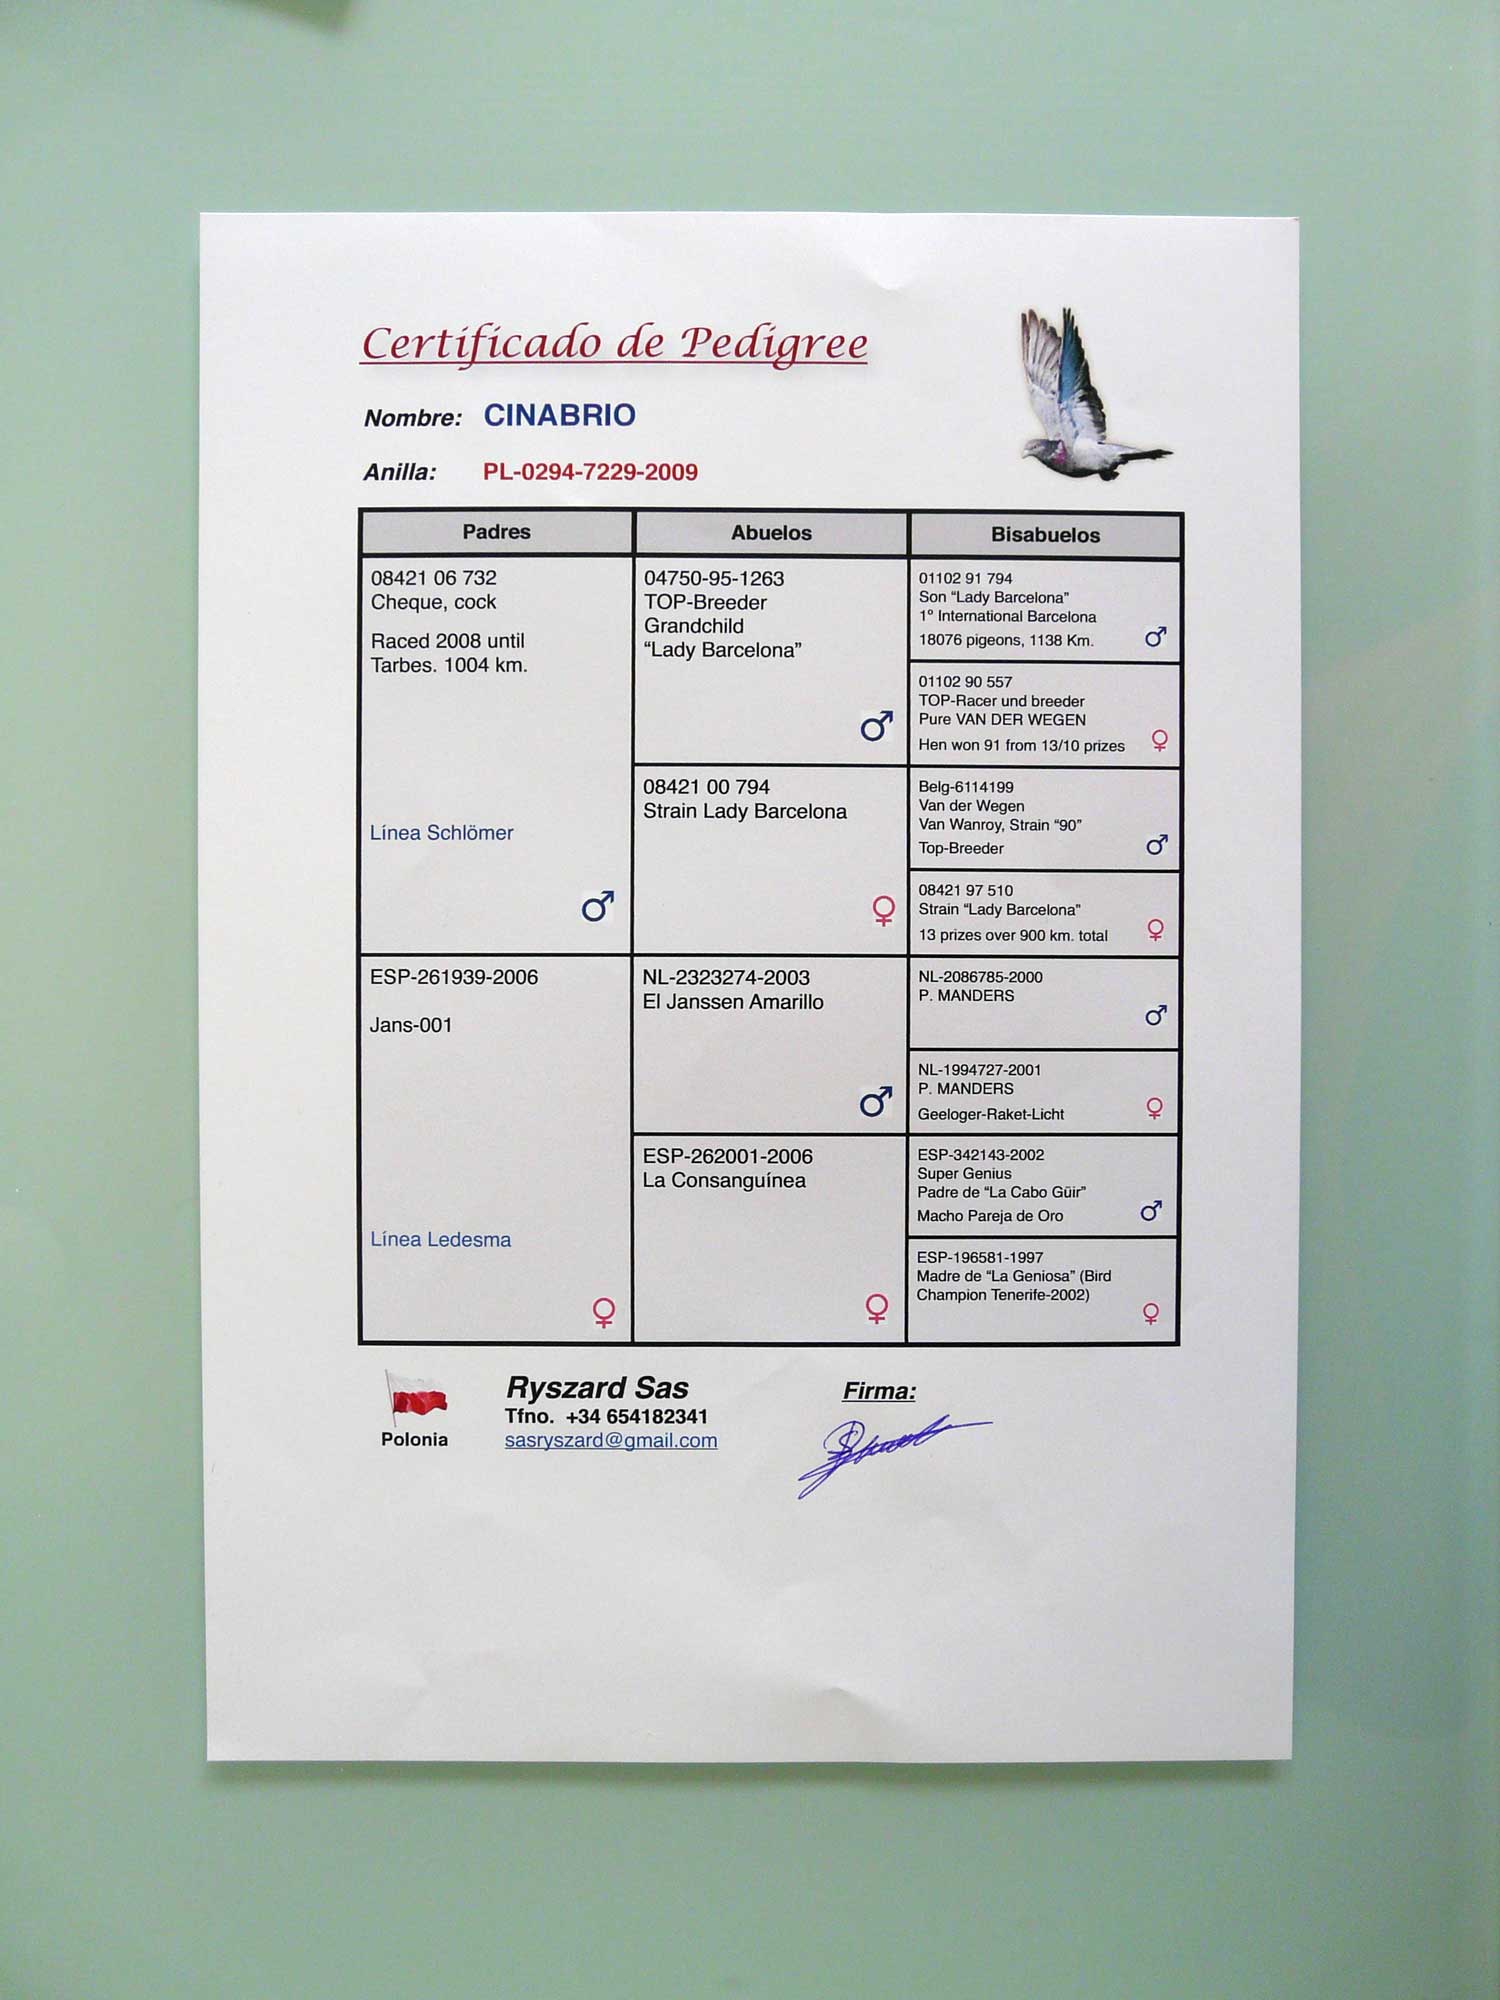 Certificado de Pedigree
Nombre: CINABRIO
Anilla: PL-0294-7229-2009
Padres
Abuelos
Bisabuelos
08421 06 732
Cheque, cock
Raced 2008 until
Tarbes. 1004 km.
Línea Schlömer
♂
04750-95-1263
TOP-Breeder
Grandchild
“Lady Barcelona”
♂
01102 91 794
Son “Lady Barcelona”
1º International Barcelona
18076 pigeons, 1138 Km.
♂
01102 90 557
TOP-Racer und breeder
Pure VAN DER WEGEN
Hen won 91 from 13/10 prizes
♀
08421 00 794
Strain Lady Barcelona
♀
Belg-6114199
Van der Wegen
Van Wanroy, Strain “90”
Top-Breeder
♂
08421 97 510
Strain “Lady Barcelona”
13 prizes over 900 km. total
♀
ESP-261939-2006
Jans-001
Línea Ledesma
♀
NL-2323274-2003
El Janssen Amarillo
♂
NL-2086785-2000
P. MANDERS
♂
NL-1994727-2001
P. MANDERS
Geeloger-Raket-Licht
♀
ESP-262001-2006
La Consanguínea
♀
ESP-342143-2002
Super Genius
Padre de “La Cabo Güir”
Macho Pareja de Oro
♂
ESP-196581-1997
Madre de “La Geniosa” (Bird
Champion Tenerife-2002)
♀
Polonia
Ryszard Sas
Tfno. +34 654182341
sasryszard@gmail.com
Firma: